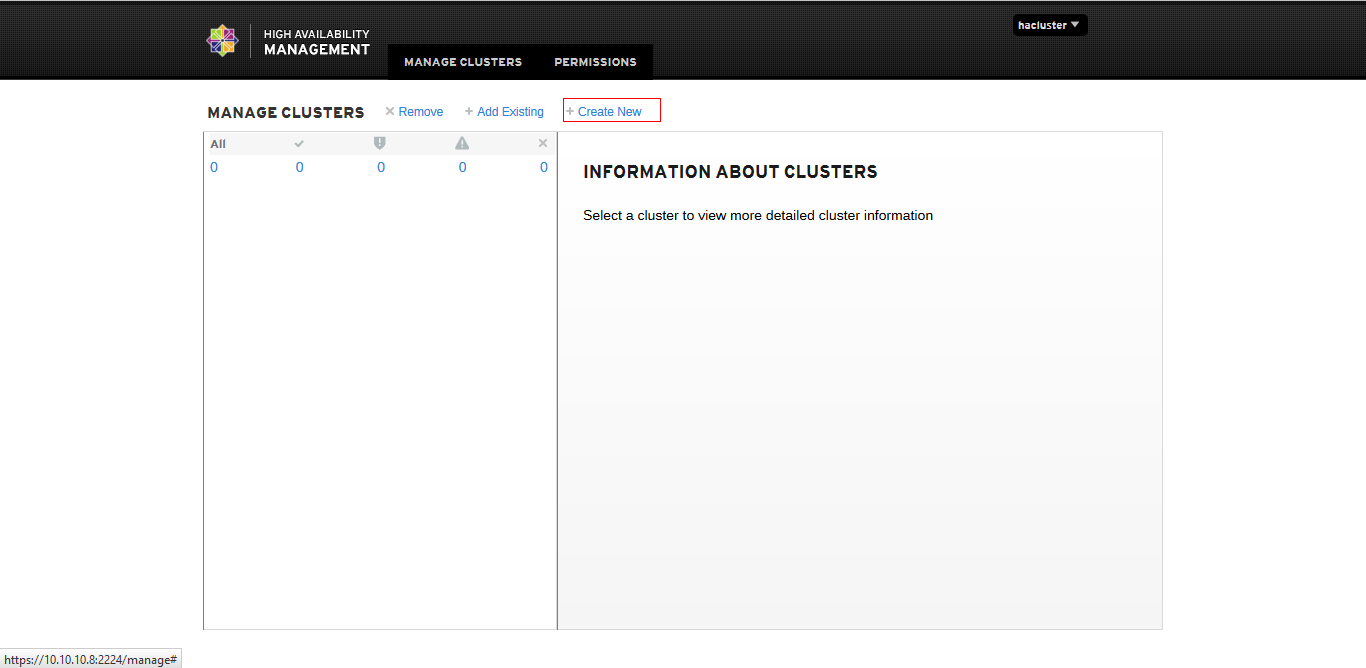 hacluster
HIGH AVAILABILITY
MANAGEMENT
MANAGE CLUSTERS PERMISSIONS
MANAGE CLUSTERS Remove + Add Existing + Create New
All
0 0 0 0 0
INFORMATION ABOUT CLUSTERS
Select a cluster to view more detailed cluster information
https://10.10.10.8:2224/manage#